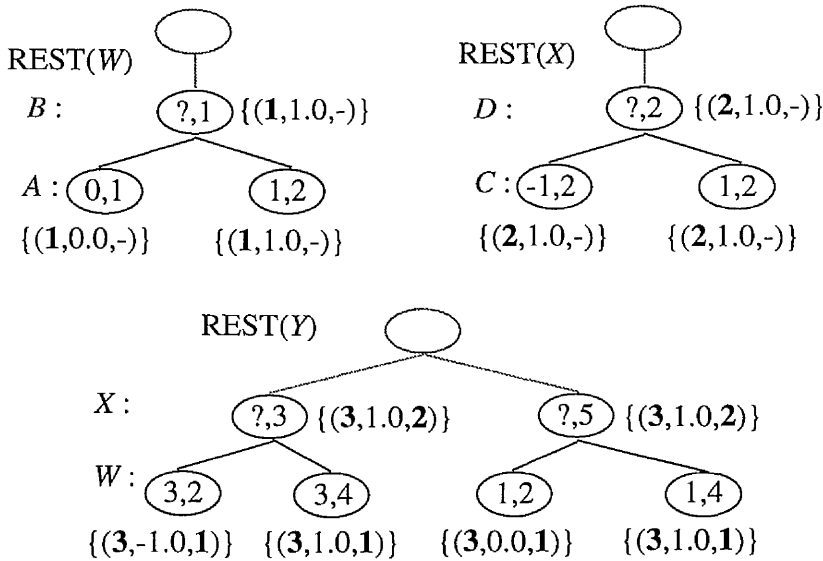 REST(W)
B : ?,1 {(1,1.0,-)}
A : 0,1 1,2
{(1,0.0,-)} {(1,1.0,-)}
REST(X)
D : ?,2 {(2,1.0,-)}
C : -1,2 1,2
{(2,1.0,-)} {(2,1.0,-)}
REST(Y)
X : ?,3 {(3,1.0,2)} ?,5 {(3,1.0,2)}
W : 3,2 3,4 1,2 1,4
{(3,-1.0,1)} {(3,1.0,1)} {(3,0.0,1)} {(3,1.0,1)}